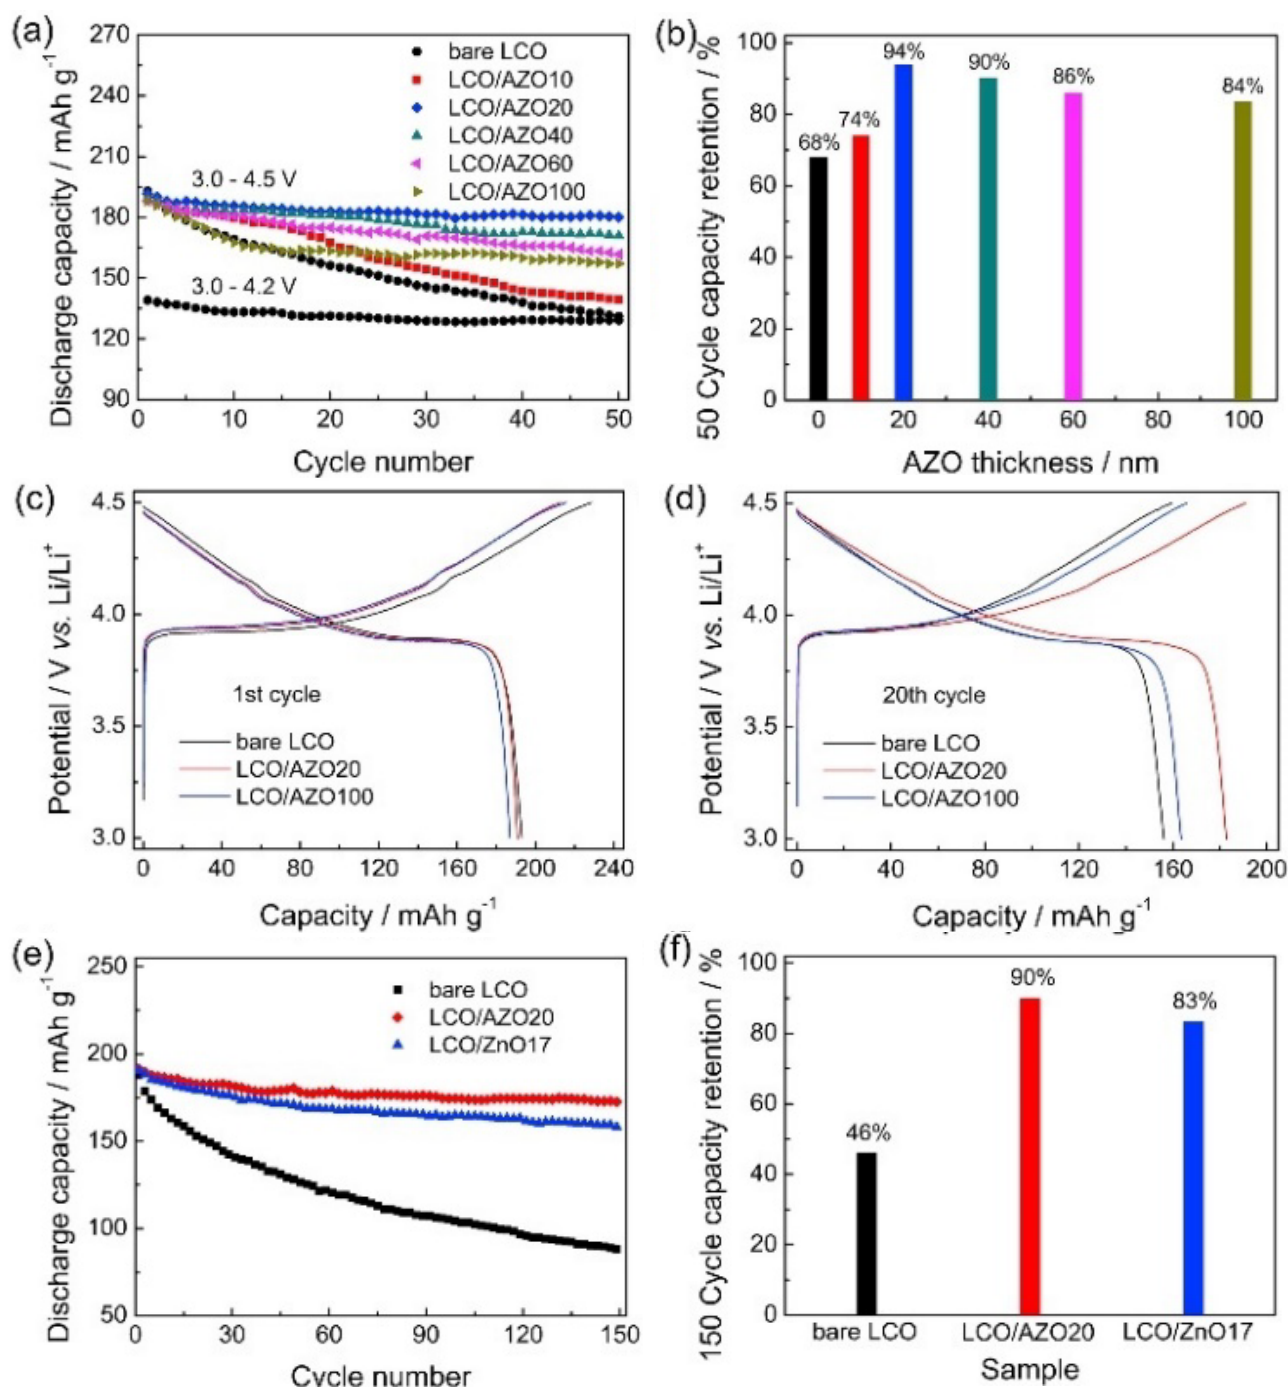 (a)
270
240
210
180
150
120
90
Discharge capacity / mAh g⁻¹
bare LCO
LCO/AZO10
LCO/AZO20
LCO/AZO40
LCO/AZO60
LCO/AZO100
3.0 - 4.5 V
3.0 - 4.2 V
0 10 20 30 40 50
Cycle number
(b)
50 Cycle capacity retention / %
100
80
60
40
20
0
68%
74%
94%
90%
86%
84%
0 20 40 60 80 100
AZO thickness / nm
(c)
Potential / V vs. Li/Li⁺
4.5
4.0
3.5
3.0
1st cycle
bare LCO
LCO/AZO20
LCO/AZO100
0 40 80 120 160 200 240
Capacity / mAh g⁻¹
(d)
Potential / V vs. Li/Li⁺
4.5
4.0
3.5
3.0
20th cycle
bare LCO
LCO/AZO20
LCO/AZO100
0 40 80 120 160 200
Capacity / mAh g⁻¹
(e)
Discharge capacity / mAh g⁻¹
250
200
150
100
50
bare LCO
LCO/AZO20
LCO/ZnO17
0 30 60 90 120 150
Cycle number
(f)
150 Cycle capacity retention / %
100
80
60
40
20
0
46%
90%
83%
bare LCO LCO/AZO20 LCO/ZnO17
Sample